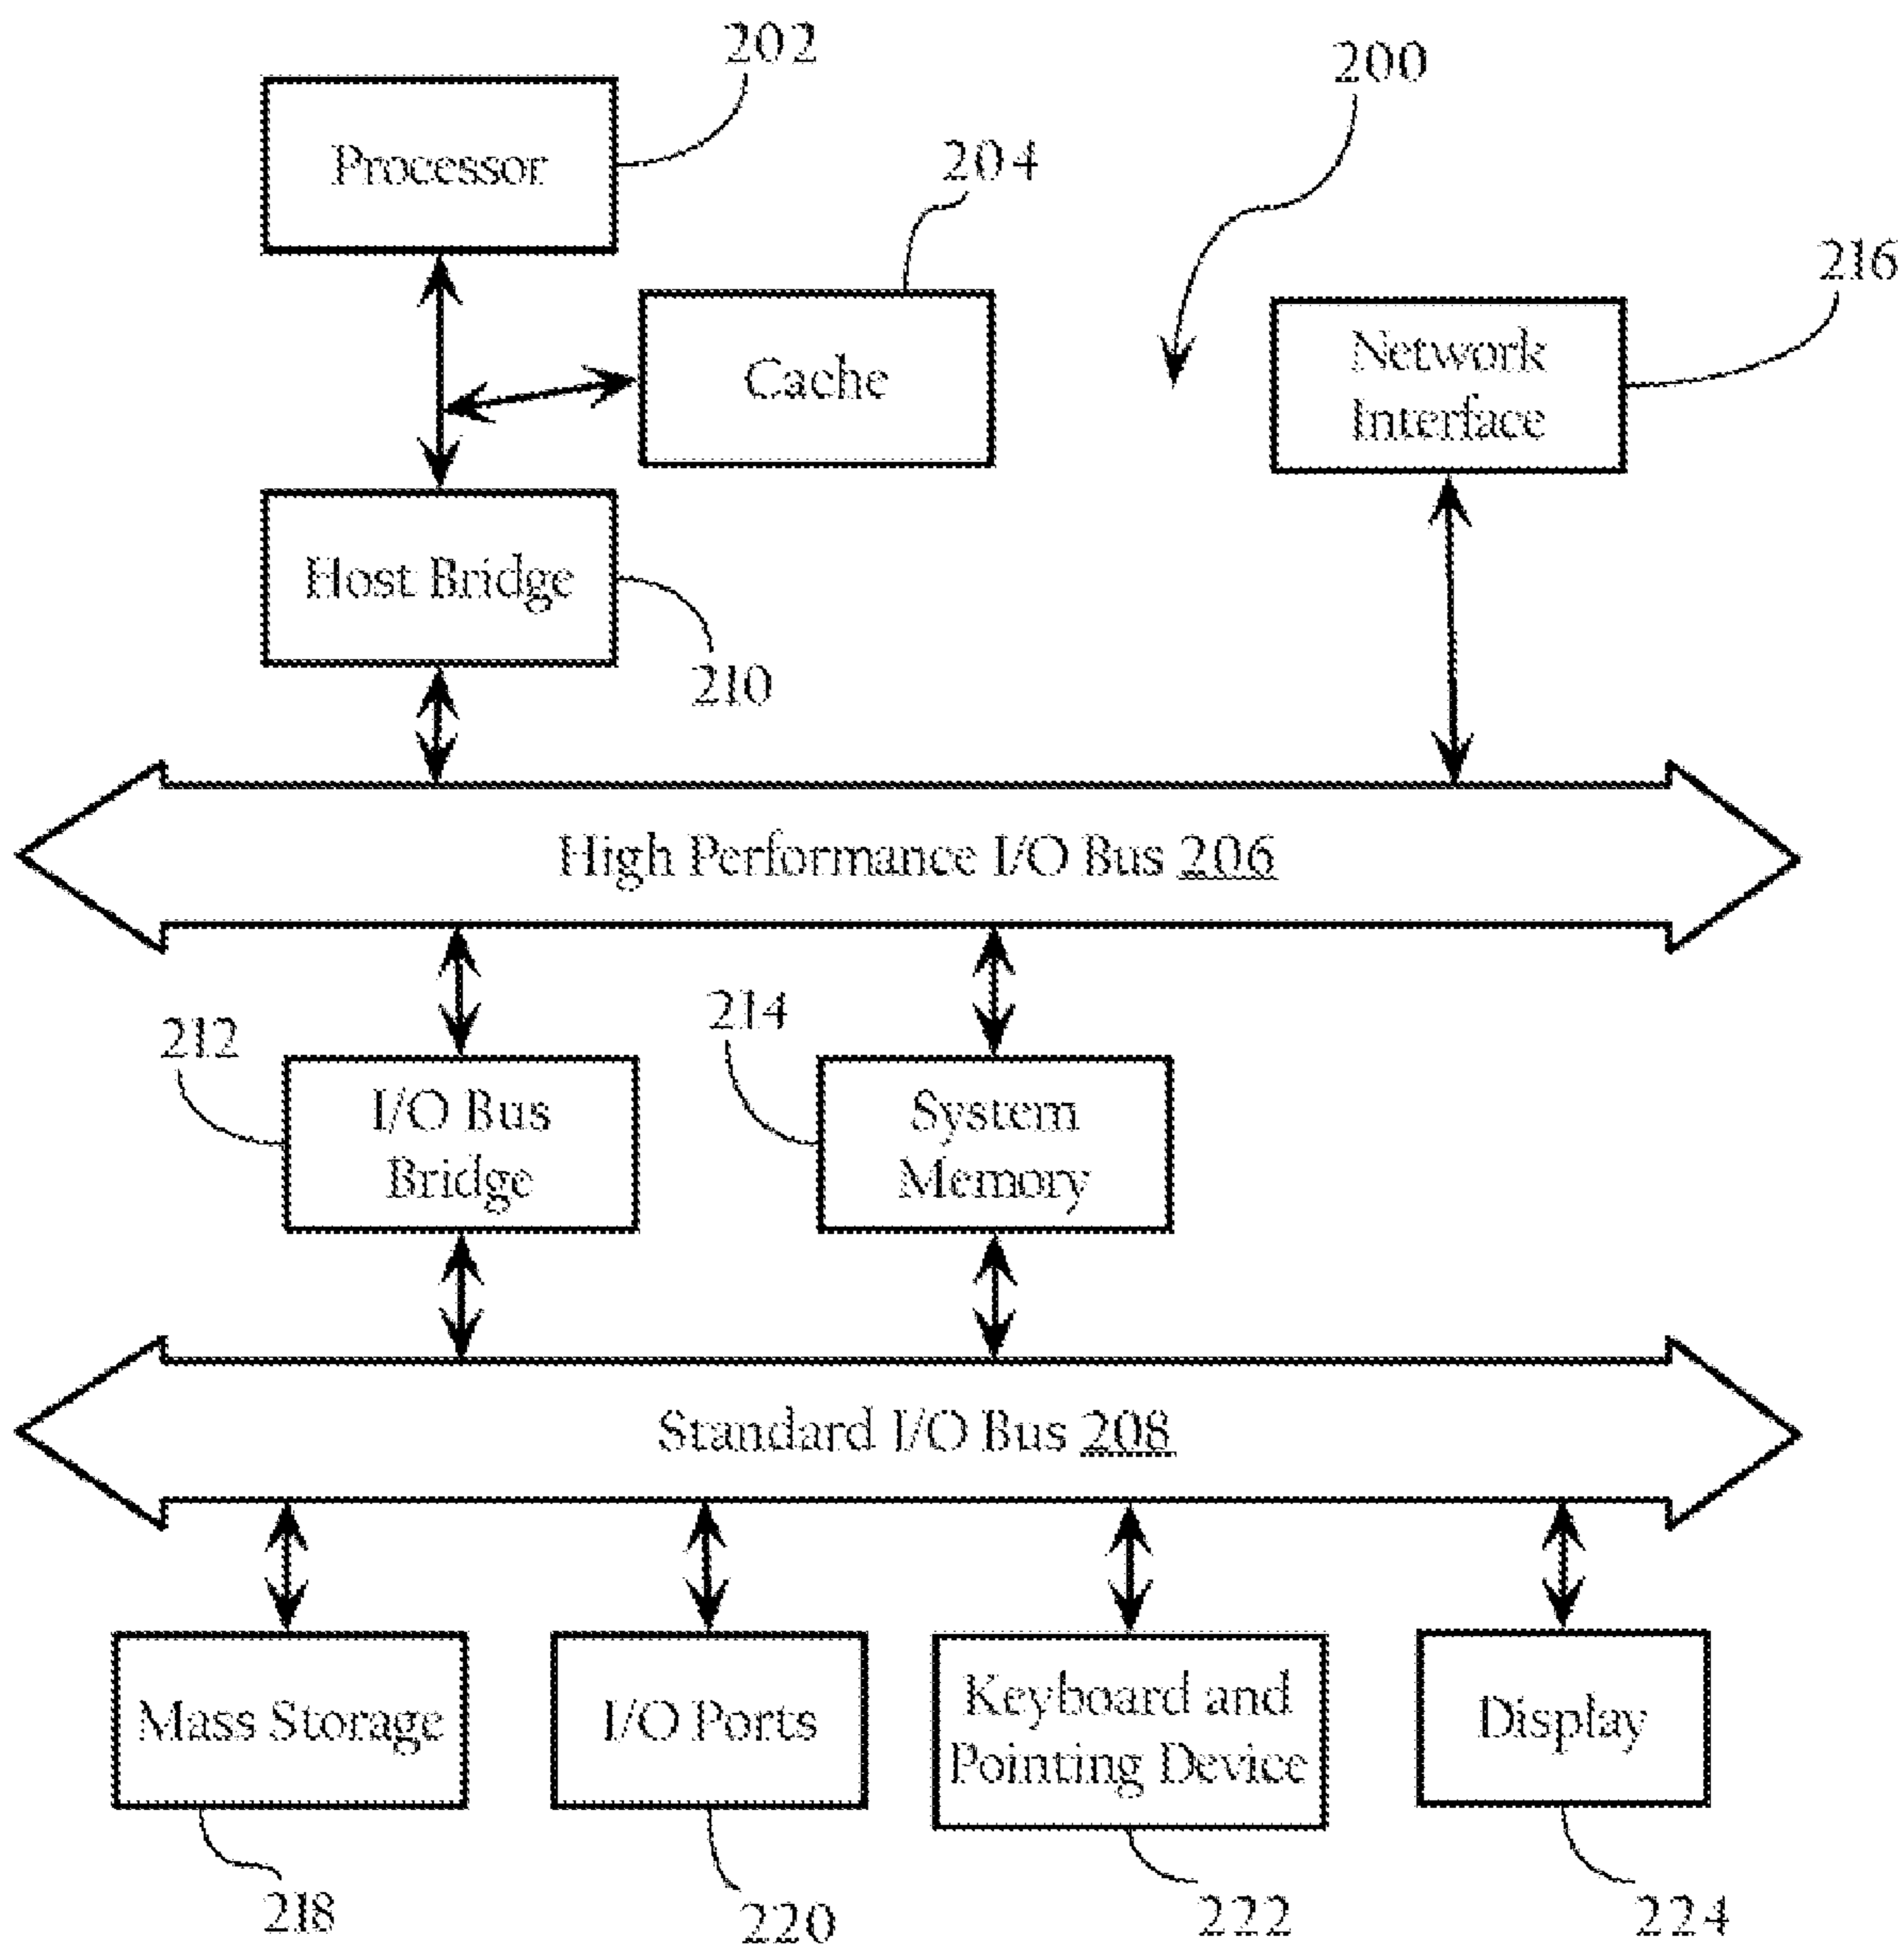 202
200
Processor
204
216
Network
Interface
Cache
Host Bridge
210
High Performance I/O Bus 206
214
212
I/O Bus
Bridge
System
Memory
Standard I/O Bus 208
Mass Storage
I/O Ports
Keyboard and
Pointing Device
Display
218
220
222
224